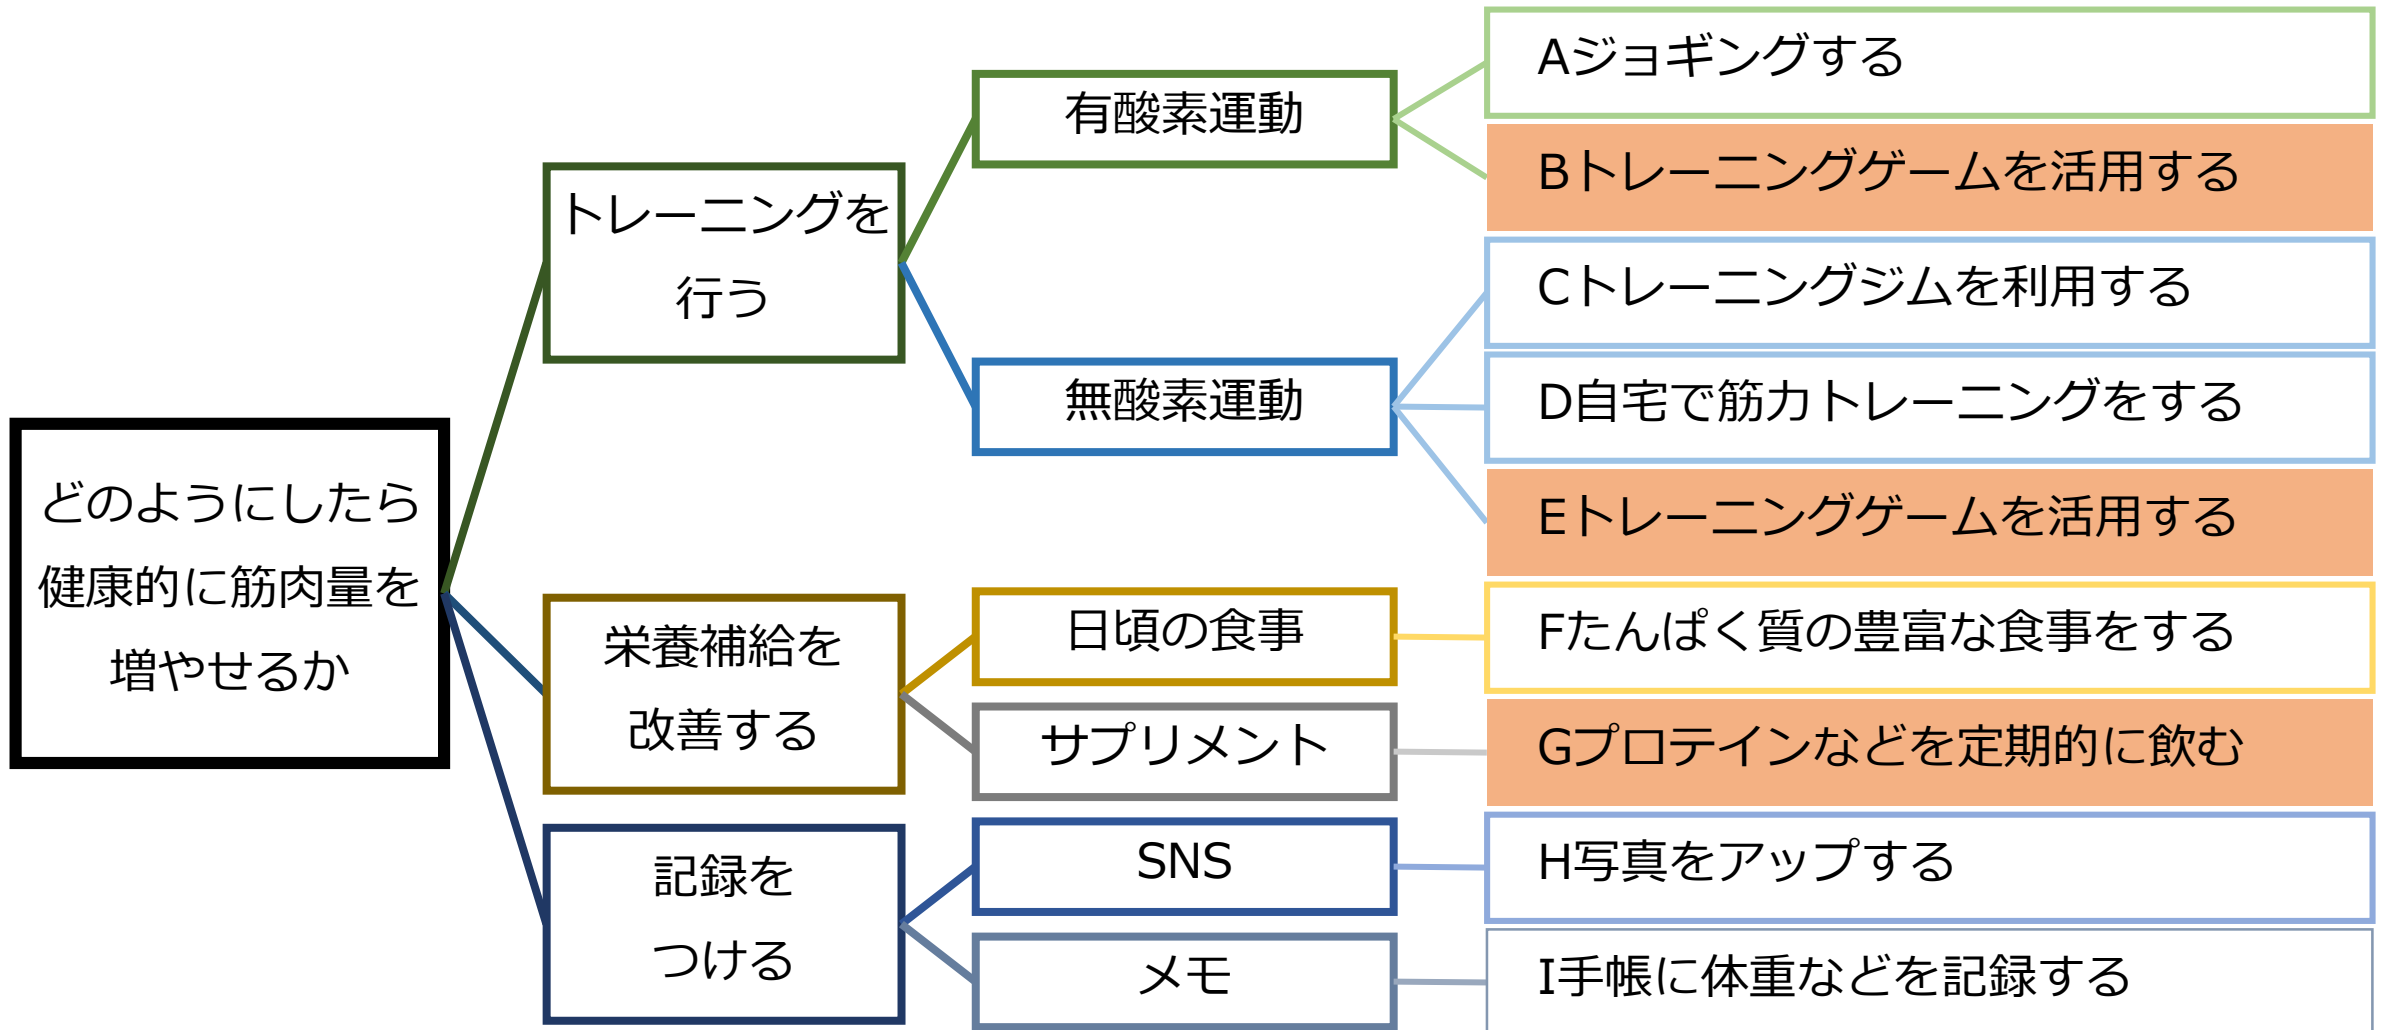 どのようにしたら
健康的に筋肉量を
増やせるか
トレーニングを
行う
有酸素運動
Aジョギングする
Bトレーニングゲームを活用する
無酸素運動
Cトレーニングジムを利用する
D自宅で筋力トレーニングをする
Eトレーニングゲームを活用する
栄養補給を
改善する
日頃の食事
Fたんぱく質の豊富な食事をする
サプリメント
Gプロテインなどを定期的に飲む
記録を
つける
SNS
H写真をアップする
メモ
I手帳に体重などを記録する